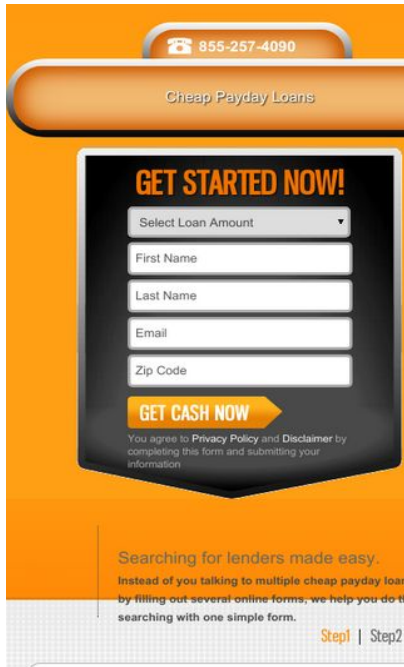 855-257-4090
Cheap Payday Loans
GET STARTED NOW!
Select Loan Amount
First Name
Last Name
Email
Zip Code
GET CASH NOW
You agree to Privacy Policy and Disclaimer by
completing this form and submitting your
information
Searching for lenders made easy.
Instead of you talking to multiple cheap payday
by filling out several online forms, we help you do
searching with one simple form.
Step1 | Step2